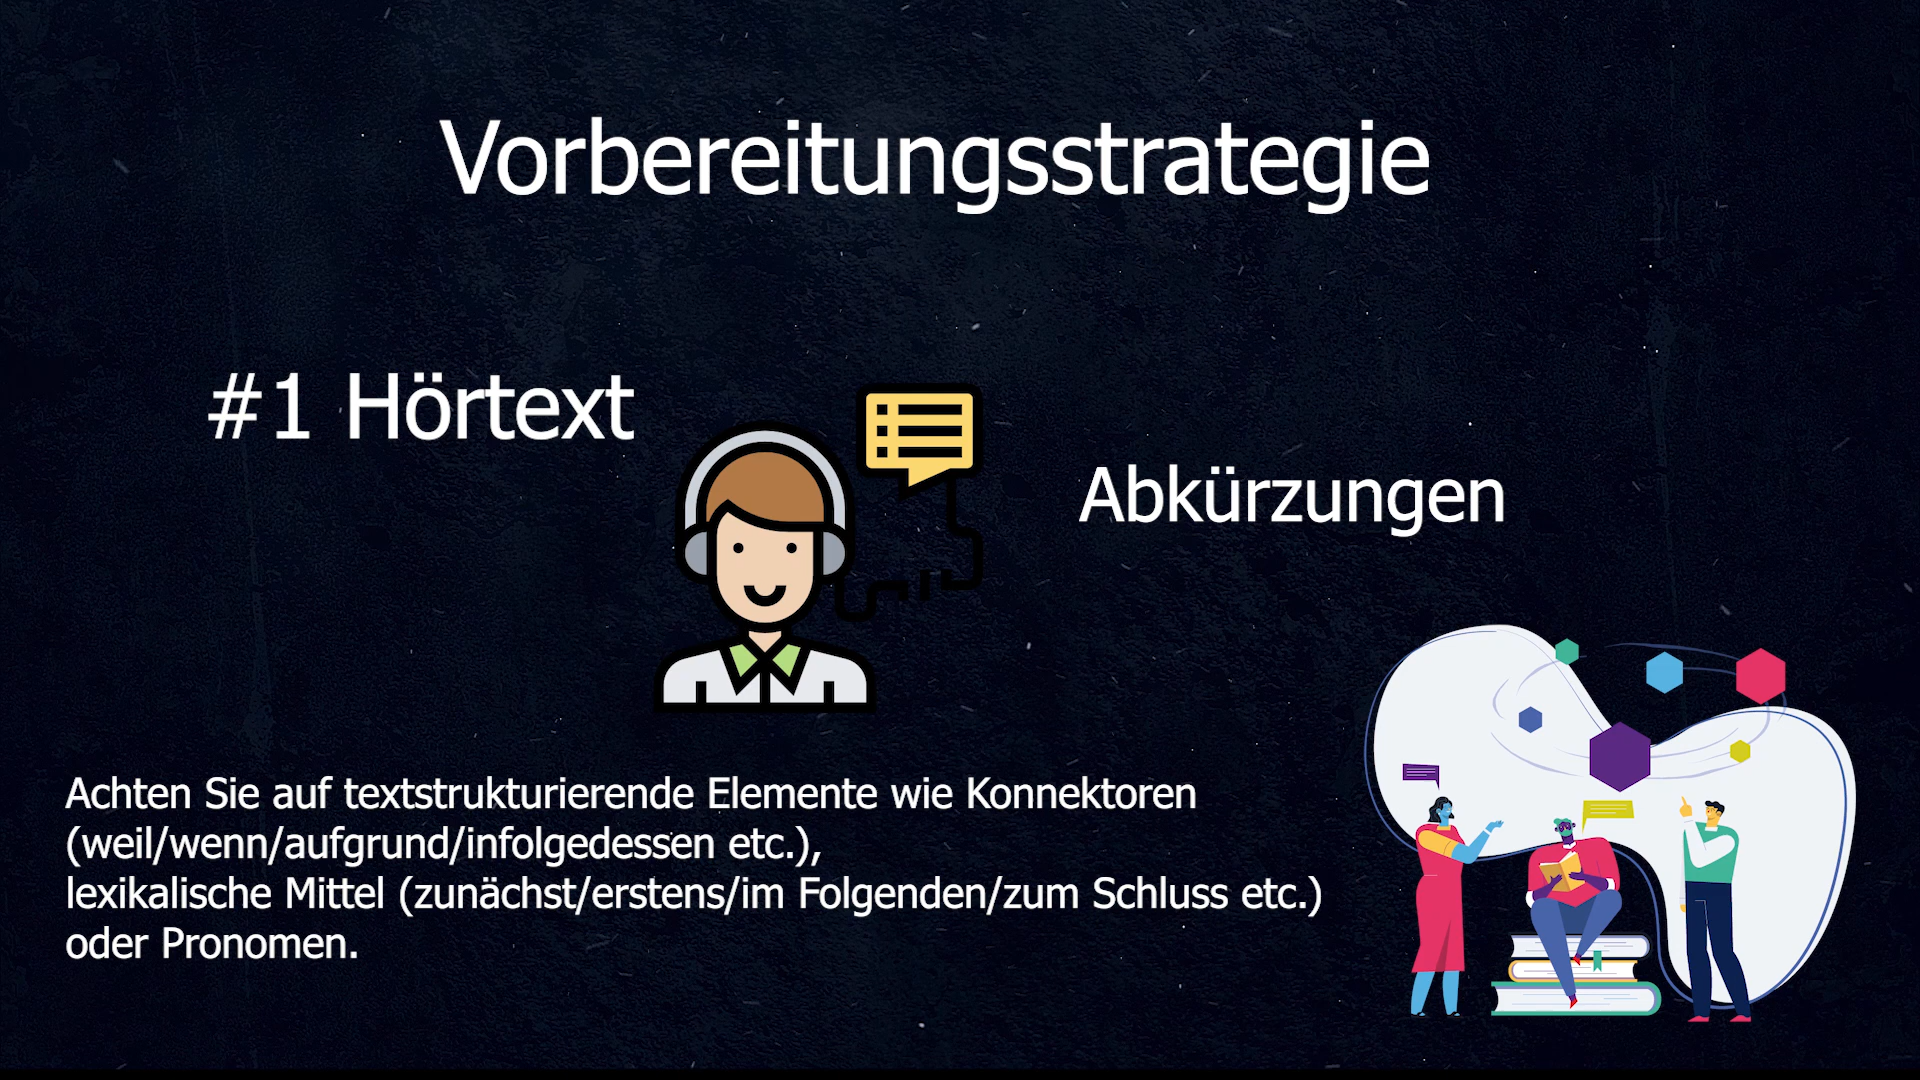 Vorbereitungsstrategie
#1 Hörtext
Abkürzungen
Achten Sie auf textstrukturierende Elemente wie Konnektoren
(weil/wenn/aufgrund/infolgedessen etc.),
lexikalische Mittel (zunächst/erstens/im Folgenden/zum Schluss etc.)
oder Pronomen.